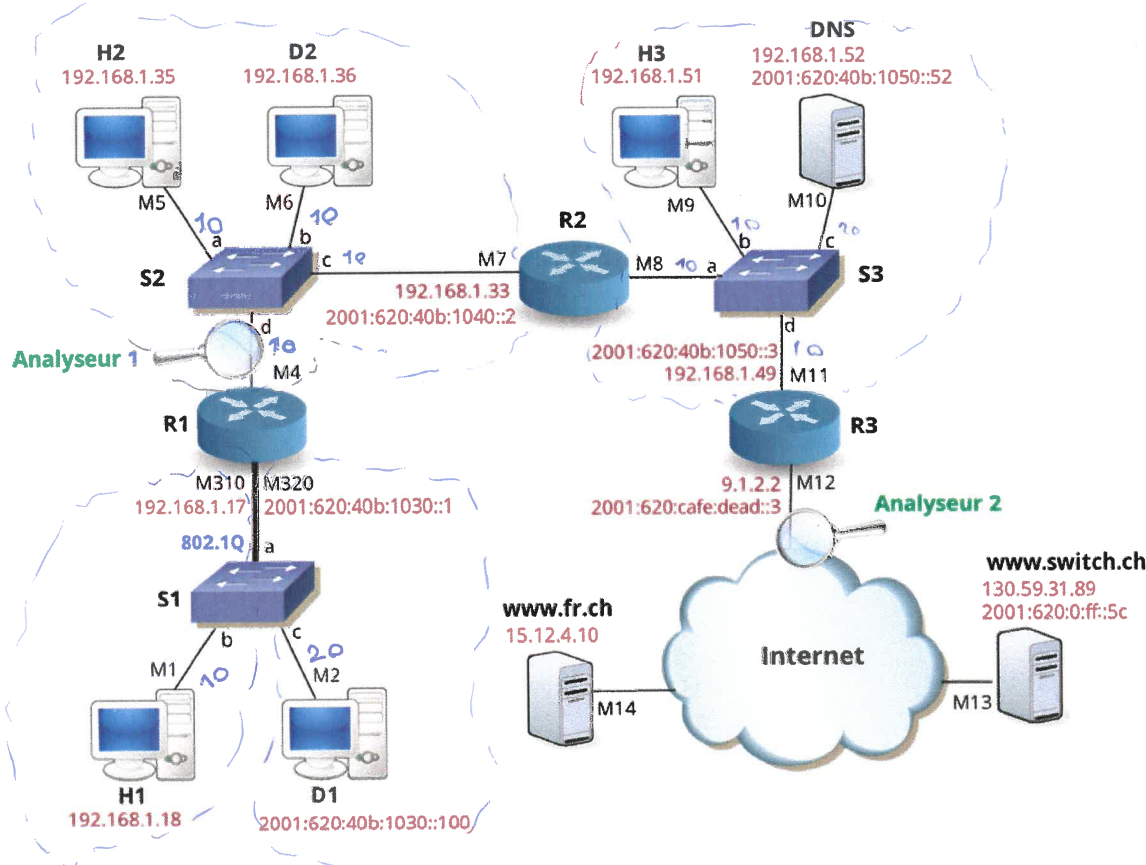 H2
192.168.1.35
D2
192.168.1.36
H3
192.168.1.51
DNS
192.168.1.52
2001:620:40b:1050::52
M5
10
a
M6
10
b
S2
c
10
M7
R2
192.168.1.33
2001:620:40b:1040::2
M8
10
a
M9
10
b
M10
20
c
S3
d
10
Analyseur 1
M4
R1
d
2001:620:40b:1050::3
10
192.168.1.49
M11
R3
M310
M320
192.168.1.17
2001:620:40b:1030::1
802.1Q
a
S1
b
c
M1
10
20
M2
H1
192.168.1.18
D1
2001:620:40b:1030::100
9.1.2.2
M12
2001:620:cafe:dead::3
Analyseur 2
www.switch.ch
130.59.31.89
2001:620:0:ff::5c
www.fr.ch
15.12.4.10
Internet
M14
M13